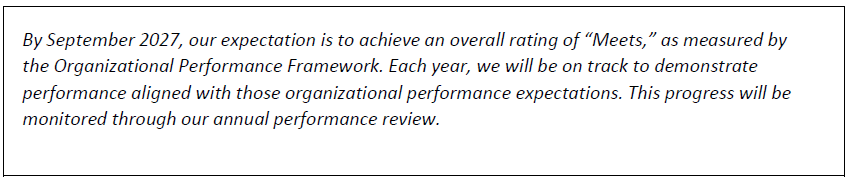 By September 2027, our expectation is to achieve an overall rating of “Meets,” as measured by
the Organizational Performance Framework. Each year, we will be on track to demonstrate
performance aligned with those organizational performance expectations. This progress will be
monitored through our annual performance review.